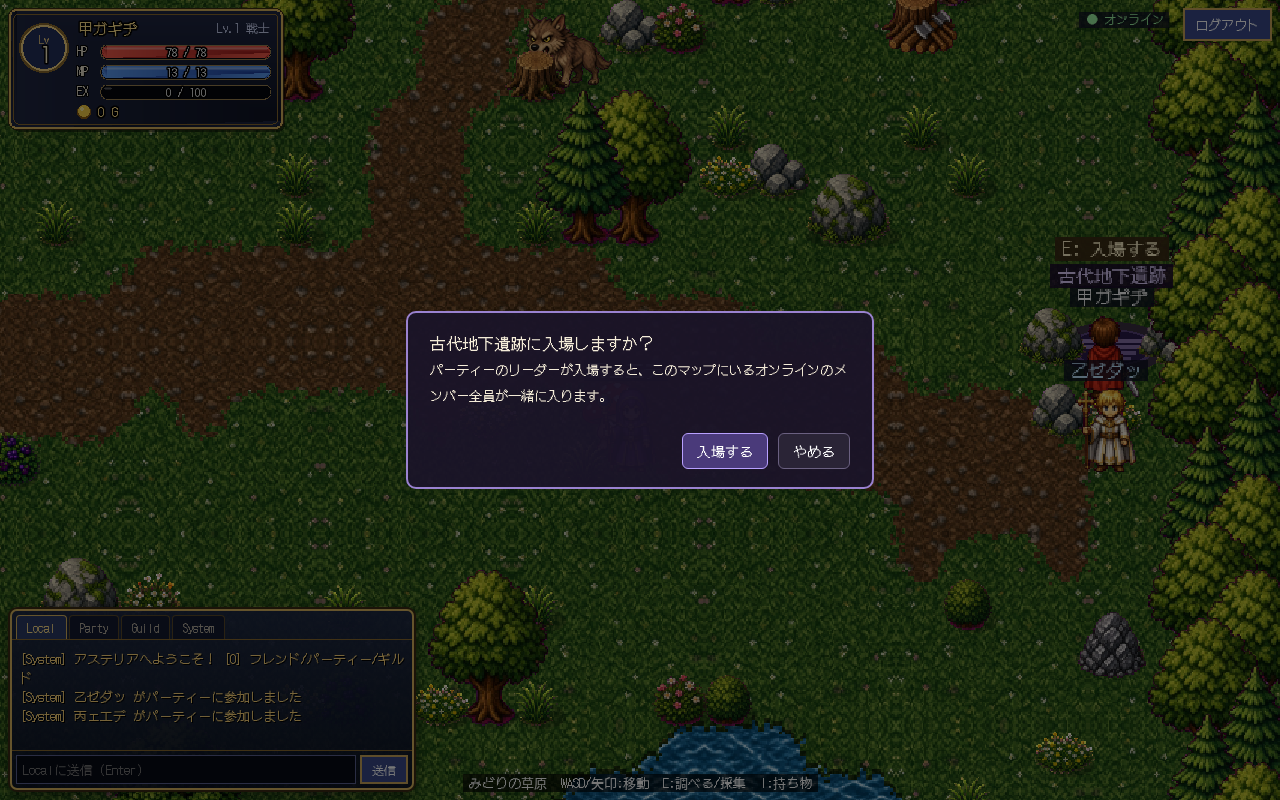 甲ガギヂ
Lv.1 戦士
Lv
1
HP 78 / 78
MP 13 / 13
EX 0 / 100
0 G
オンライン
ログアウト
E: 入場する
古代地下遺跡
甲ガギヂ
乙ゼダッ
古代地下遺跡に入場しますか？
パーティーのリーダーが入場すると、このマップにいるオンラインのメ
ンバー全員が一緒に入ります。
入場する
やめる
Local Party Guild System
[System] アステリアへようこそ！ [O] フレンド/パーティー/ギル
ド
[System] 乙ゼダッ がパーティーに参加しました
[System] 丙ェエデ がパーティーに参加しました
Localに送信 (Enter)
送信
みどりの草原 WASD/矢印:移動 E:調べる/採集 I:持ち物